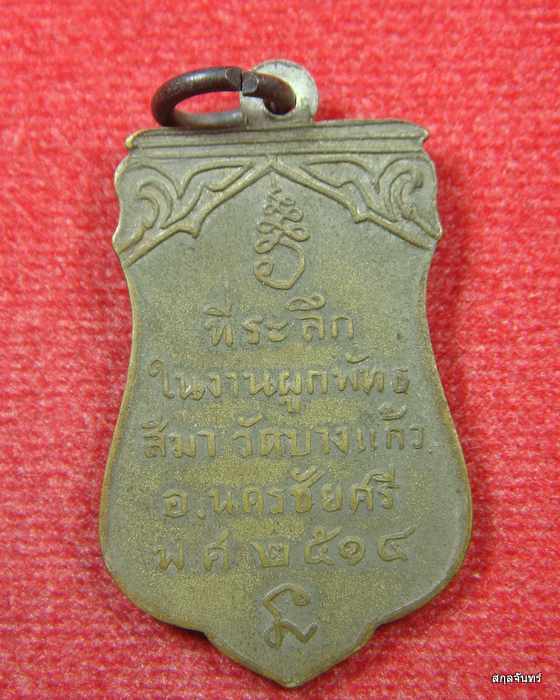 ที่ระลึก
ในงานผูกพัทธ
สีมา วัดบางแก้ว
อ.นครชัยศรี
พ ศ ๒๕๑๔
สกุลจันทร์